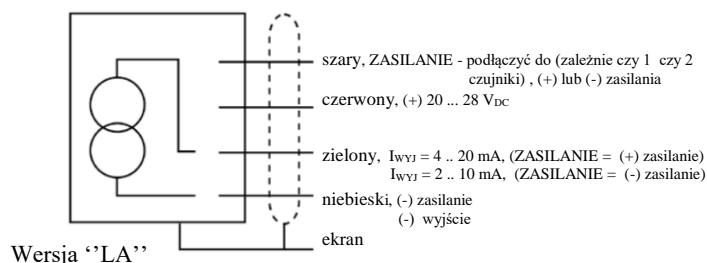 szary, ZASILANIE - podłączyć do (zależnie czy 1 czy 2
czujniki) , (+) lub (-) zasilania
czerwony, (+) 20 ... 28 VDC
zielony, IWYJ = 4 .. 20 mA, (ZASILANIE = (+) zasilanie)
IWYJ = 2 .. 10 mA, (ZASILANIE = (-) zasilanie)
niebieski, (-) zasilanie
(-) wyjście
ekran
Wersja ‘’LA’’